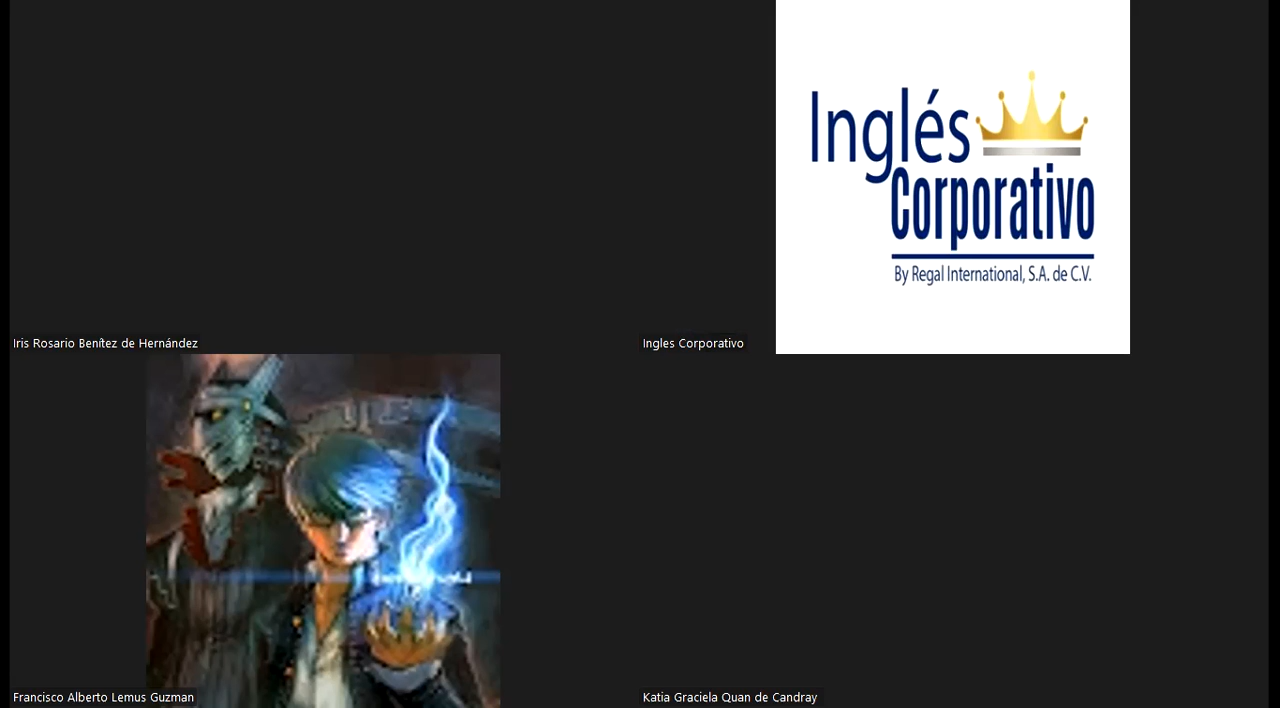 Inglés
Corporativo
By Regal International, S.A. de C.V.
Iris Rosario Benítez de Hernández
Ingles Corporativo
Francisco Alberto Lemus Guzman
Katia Graciela Quan de Candray